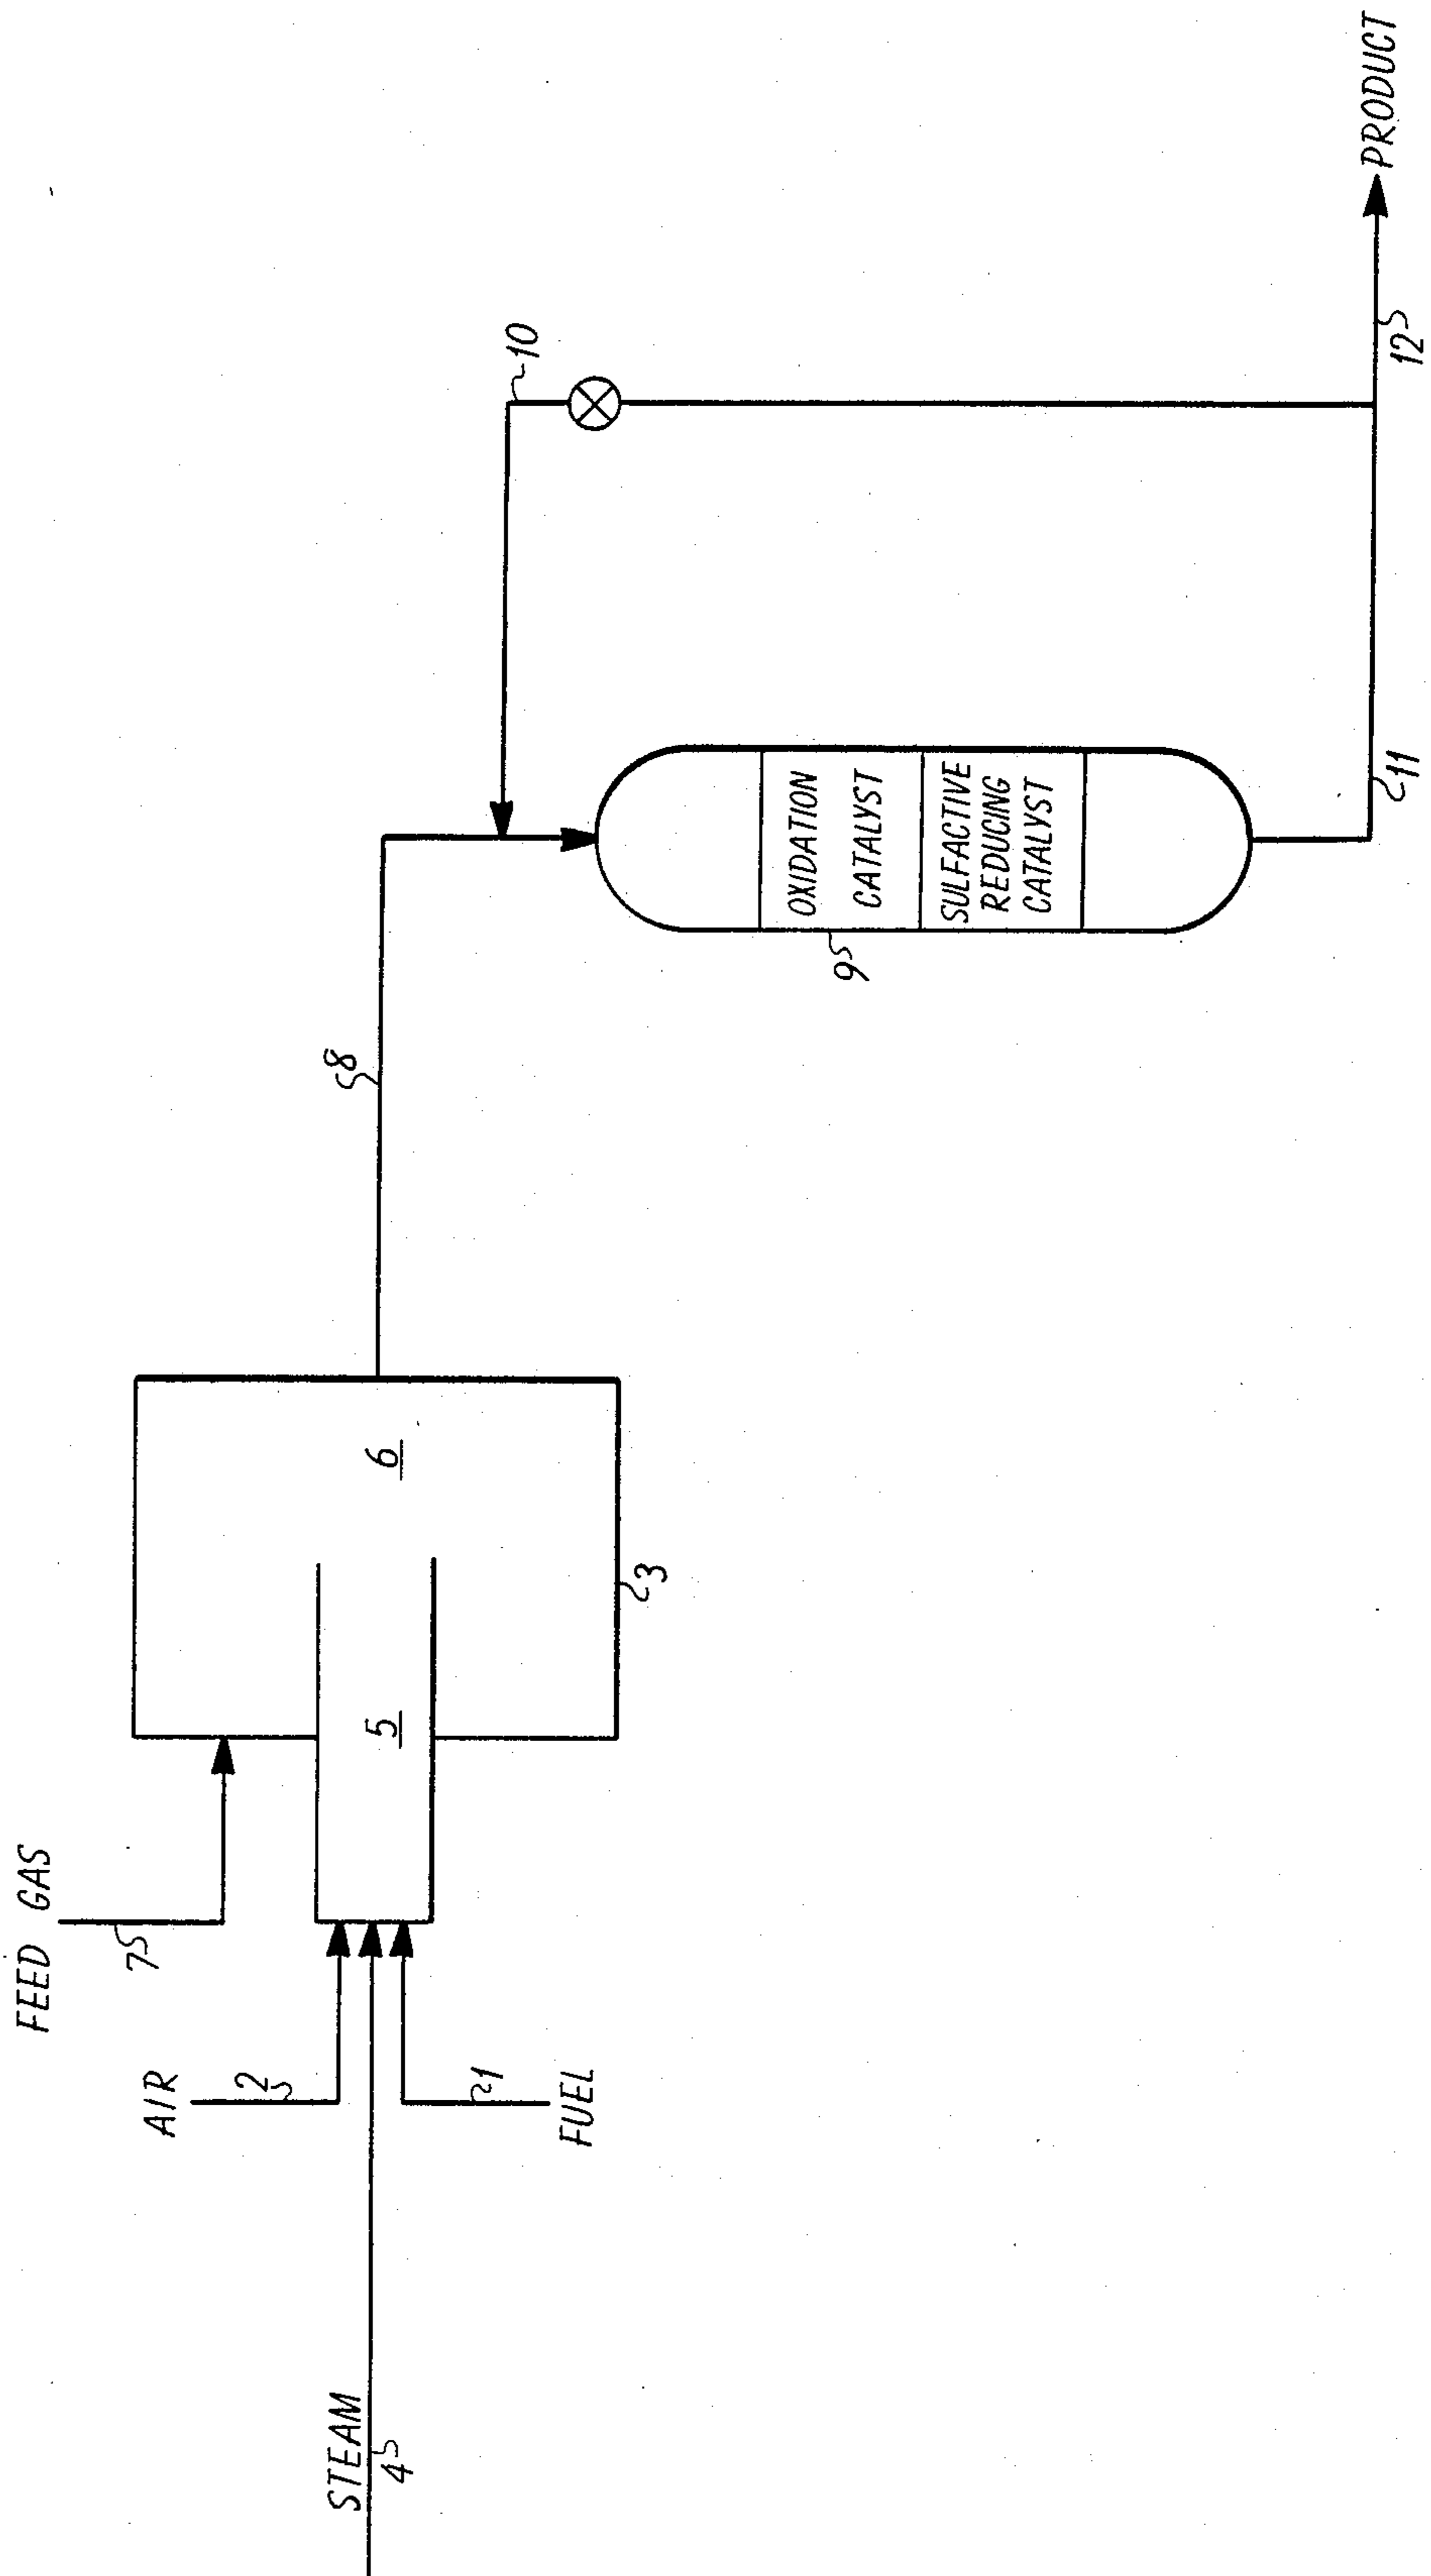 FEED GAS
7
AIR
2
STEAM
4
1
FUEL
5
6
3
8
10
9
OXIDATION
CATALYST
SULFACTIVE
REDUCING
CATALYST
11
12
PRODUCT